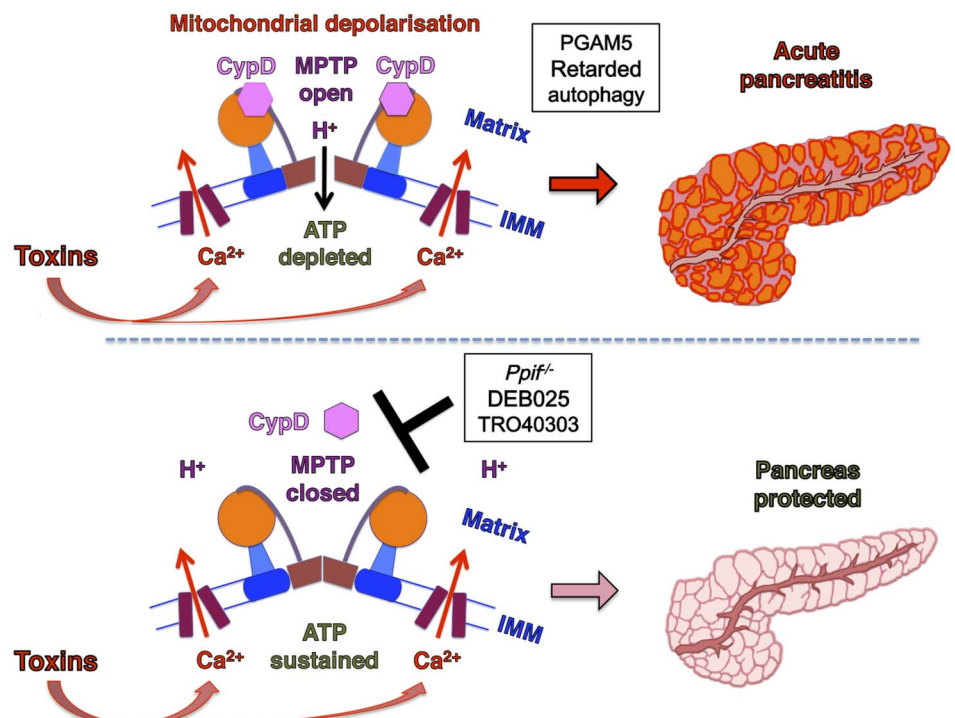 Mitochondrial depolarisation
CypD
MPTP
open
CypD
H⁺
Matrix
IMM
ATP
depleted
Toxins
Ca²⁺
Ca²⁺
PGAM5
Retarded
autophagy
Acute
pancreatitis
Ppif⁻/⁻
DEB025
TRO40303
CypD
H⁺
MPTP
closed
H⁺
Matrix
IMM
ATP
sustained
Toxins
Ca²⁺
Ca²⁺
Pancreas
protected